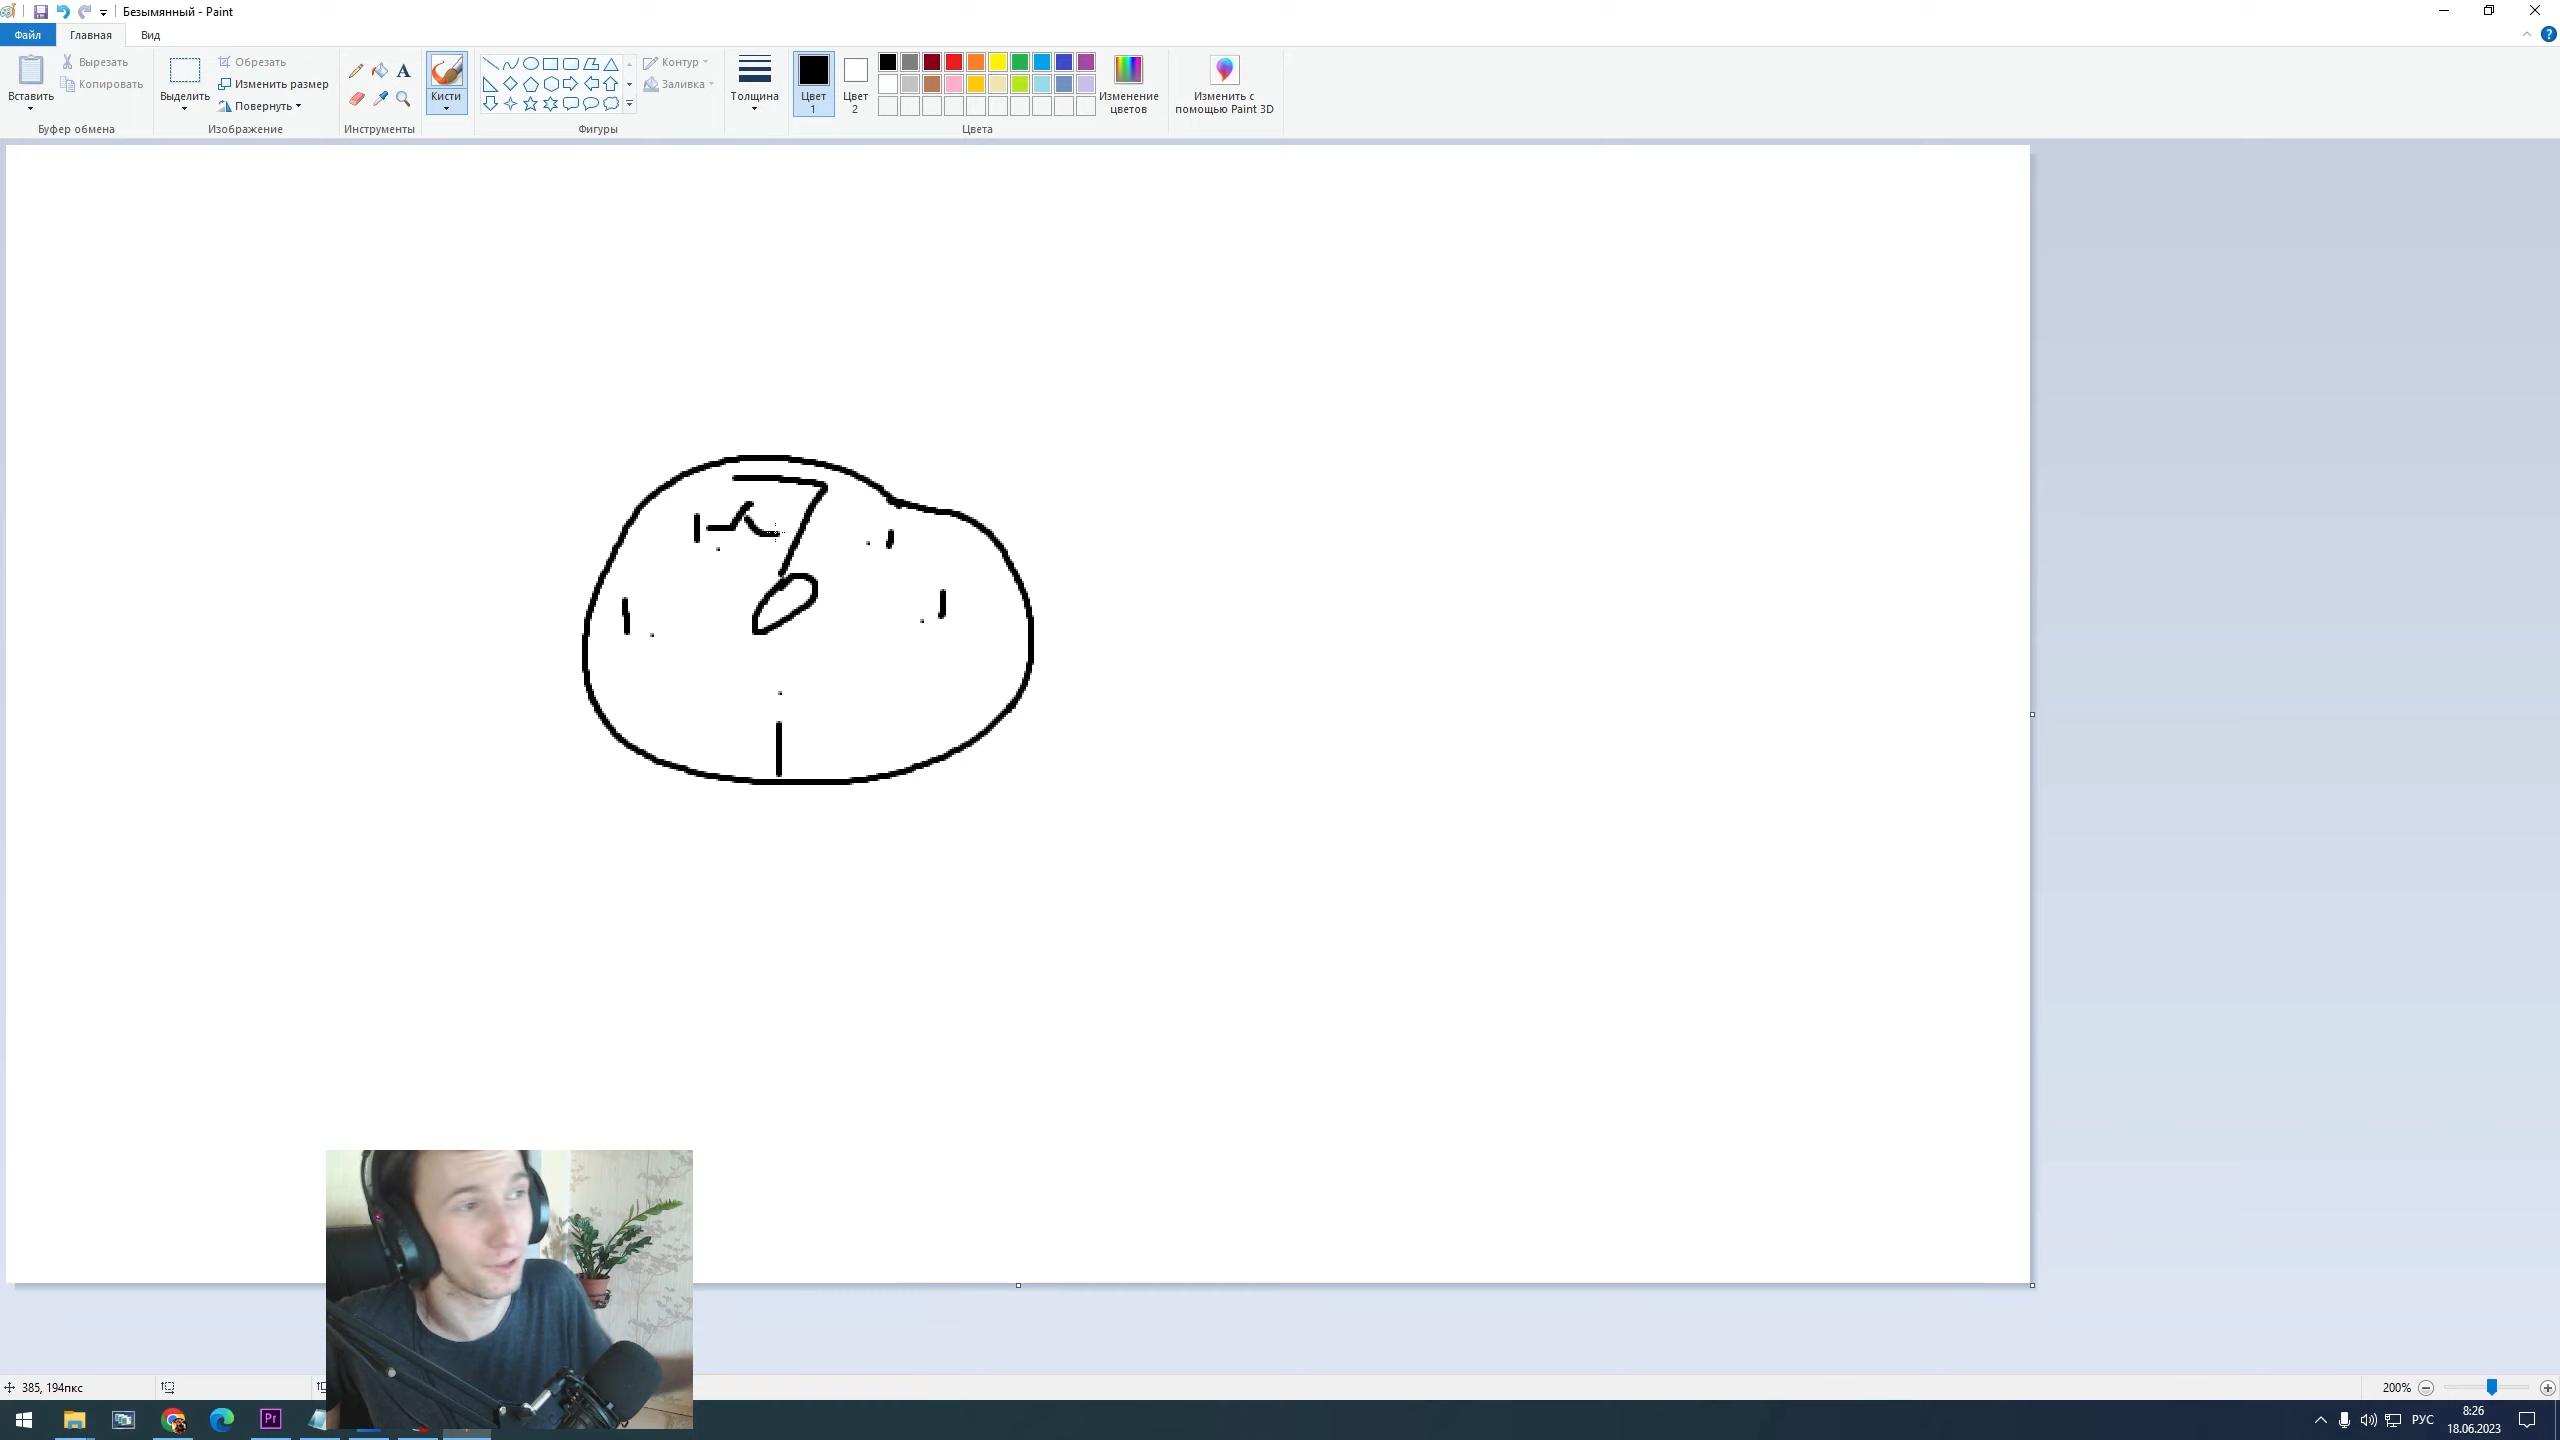 Безымянный - Paint
Файл Главная Вид
Вставить
Вырезать
Копировать
Буфер обмена
Выделить
Обрезать
Изменить размер
Повернуть
Изображение
A
Инструменты
Кисти
Фигуры
Контур
Заливка
Толщина
Цвет 1
Цвет 2
Изменение цветов
Изменить с помощью Paint 3D
Цвета
385, 194пкс
200%
Pr
РУС
8:26
18.06.2023